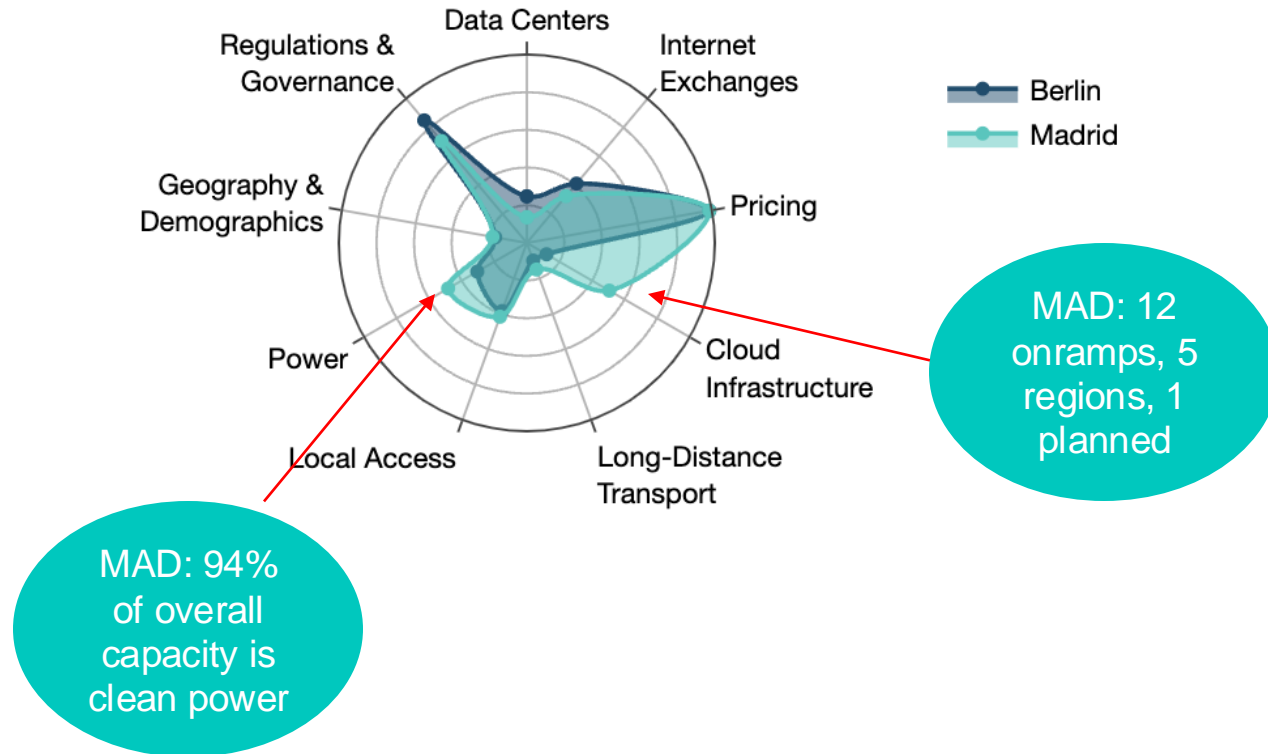 Data Centers
Regulations &
Governance
Internet
Exchanges
Berlin
Madrid
Geography &
Demographics
Pricing
Power
Cloud
Infrastructure
Local Access
Long-Distance
Transport
MAD: 12
onramps, 5
regions, 1
planned
MAD: 94%
of overall
capacity is
clean power